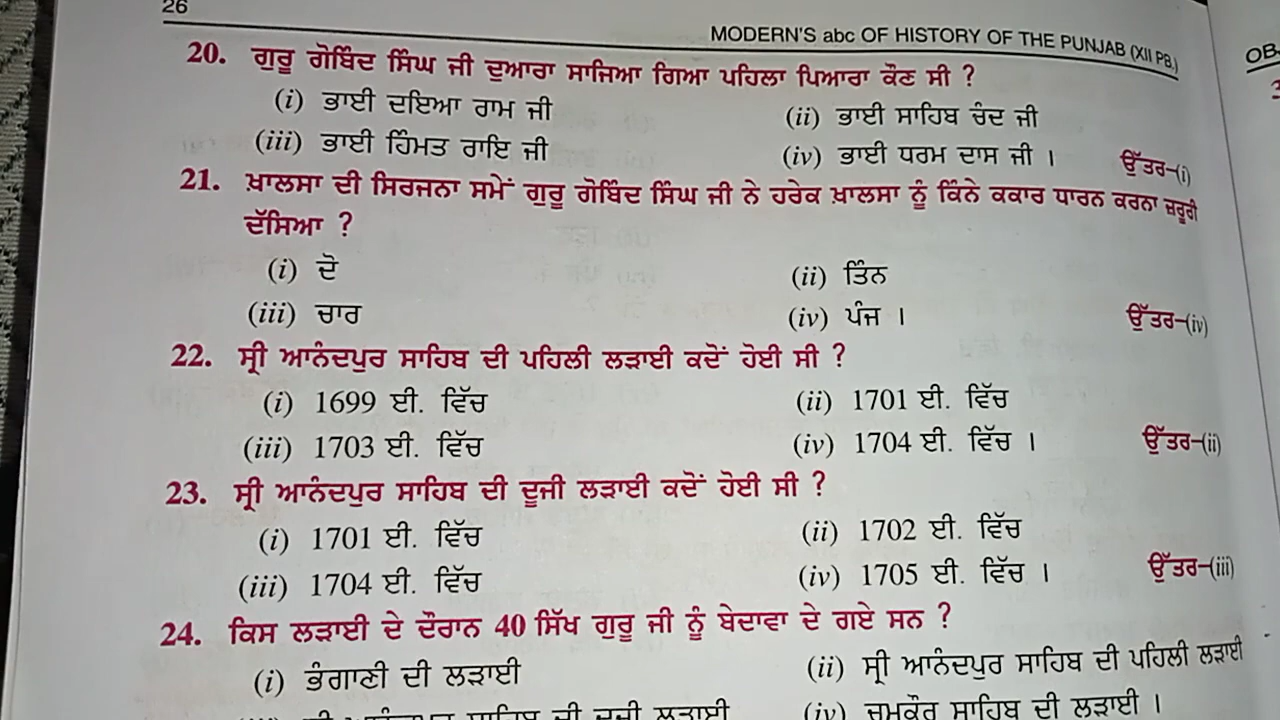 26
MODERN'S abc OF HISTORY OF THE PUNJAB (XII PB.)
20. ਗੁਰੂ ਗੋਬਿੰਦ ਸਿੰਘ ਜੀ ਦੁਆਰਾ ਸਾਜਿਆ ਗਿਆ ਪਹਿਲਾ ਪਿਆਰਾ ਕੌਣ ਸੀ ?
(i) ਭਾਈ ਦਇਆ ਰਾਮ ਜੀ (ii) ਭਾਈ ਸਾਹਿਬ ਚੰਦ ਜੀ
(iii) ਭਾਈ ਹਿੰਮਤ ਰਾਇ ਜੀ (iv) ਭਾਈ ਧਰਮ ਦਾਸ ਜੀ । ਉੱਤਰ–(i)
21. ਖ਼ਾਲਸਾ ਦੀ ਸਿਰਜਨਾ ਸਮੇਂ ਗੁਰੂ ਗੋਬਿੰਦ ਸਿੰਘ ਜੀ ਨੇ ਹਰੇਕ ਖ਼ਾਲਸਾ ਨੂੰ ਕਿੰਨੇ ਕਕਾਰ ਧਾਰਨ ਕਰਨਾ ਜ਼ਰੂਰੀ
ਦੱਸਿਆ ?
(i) ਦੋ (ii) ਤਿੰਨ
(iii) ਚਾਰ (iv) ਪੰਜ । ਉੱਤਰ–(iv)
22. ਸ੍ਰੀ ਆਨੰਦਪੁਰ ਸਾਹਿਬ ਦੀ ਪਹਿਲੀ ਲੜਾਈ ਕਦੋਂ ਹੋਈ ਸੀ ?
(i) 1699 ਈ. ਵਿੱਚ (ii) 1701 ਈ. ਵਿੱਚ
(iii) 1703 ਈ. ਵਿੱਚ (iv) 1704 ਈ. ਵਿੱਚ । ਉੱਤਰ–(ii)
23. ਸ੍ਰੀ ਆਨੰਦਪੁਰ ਸਾਹਿਬ ਦੀ ਦੂਜੀ ਲੜਾਈ ਕਦੋਂ ਹੋਈ ਸੀ ?
(i) 1701 ਈ. ਵਿੱਚ (ii) 1702 ਈ. ਵਿੱਚ
(iii) 1704 ਈ. ਵਿੱਚ (iv) 1705 ਈ. ਵਿੱਚ । ਉੱਤਰ–(iii)
24. ਕਿਸ ਲੜਾਈ ਦੇ ਦੌਰਾਨ 40 ਸਿੱਖ ਗੁਰੂ ਜੀ ਨੂੰ ਬੇਦਾਵਾ ਦੇ ਗਏ ਸਨ ?
(i) ਭੰਗਾਣੀ ਦੀ ਲੜਾਈ (ii) ਸ੍ਰੀ ਆਨੰਦਪੁਰ ਸਾਹਿਬ ਦੀ ਪਹਿਲੀ ਲੜਾਈ
(iv) ਚਮਕੌਰ ਸਾਹਿਬ ਦੀ ਲੜਾਈ ।